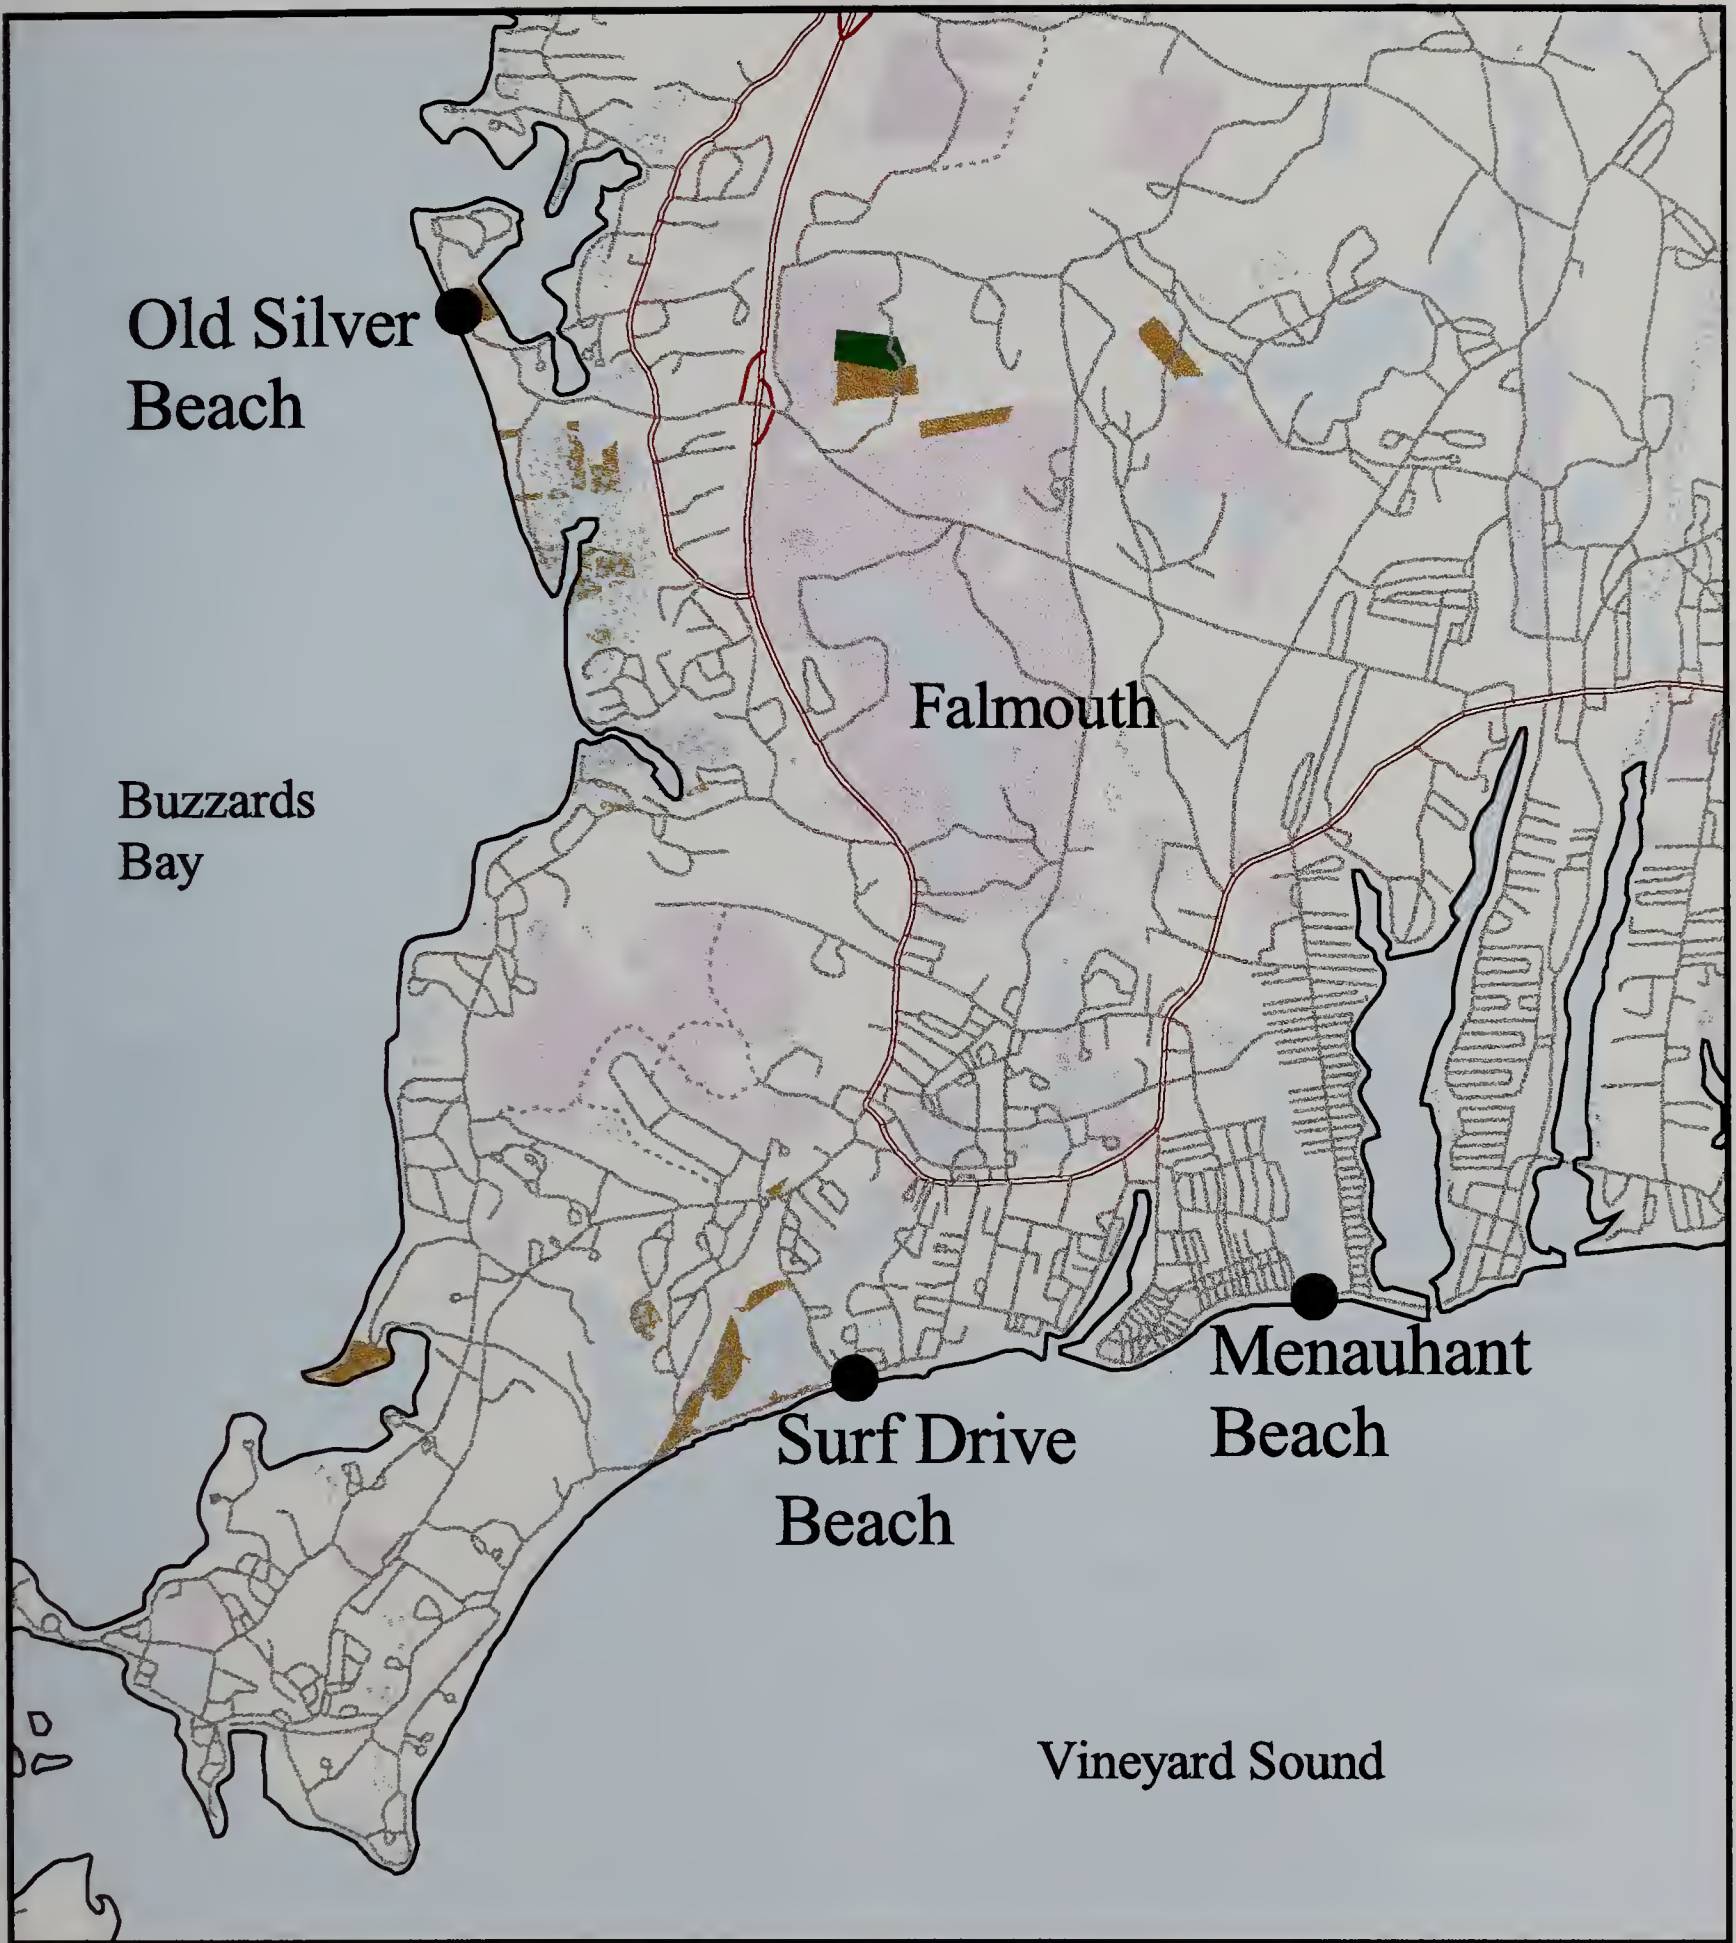 Old Silver
Beach
Falmouth
Buzzards
Bay
Menauhant
Beach
Surf Drive
Beach
Vineyard Sound